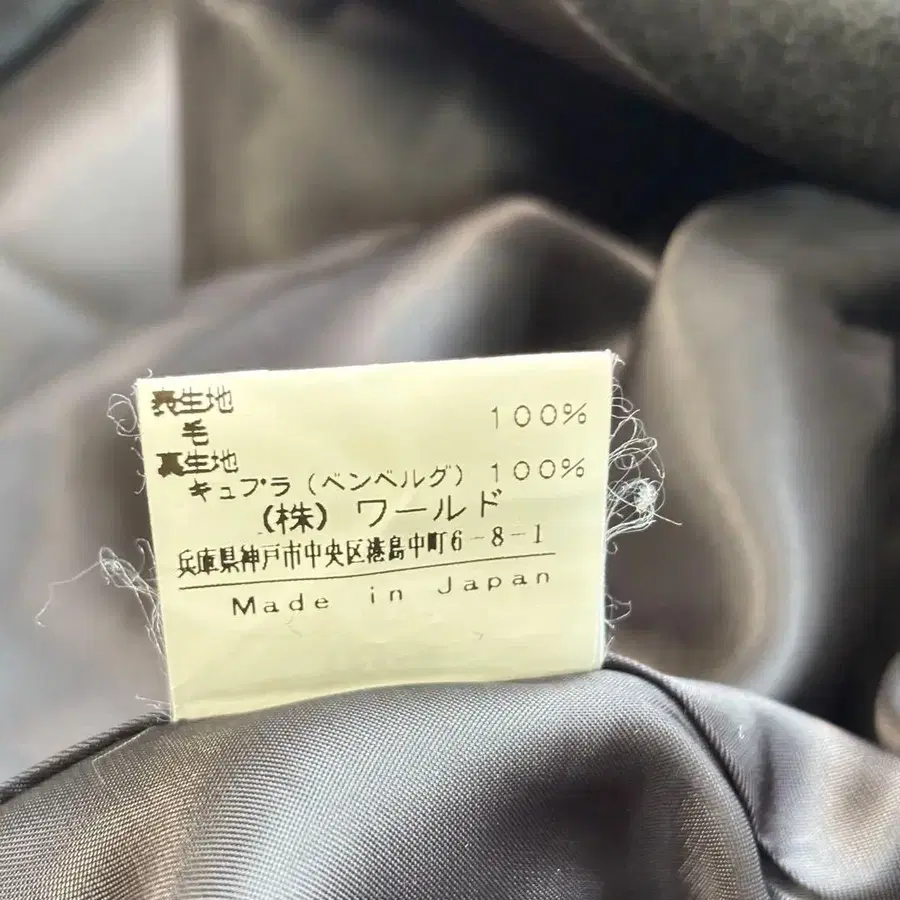 表生地
毛 100%
裏生地
キュプラ(ベンベルグ) 100%
(株) ワールド
兵庫県神戸市中央区港島中町6-8-1
Made in Japan